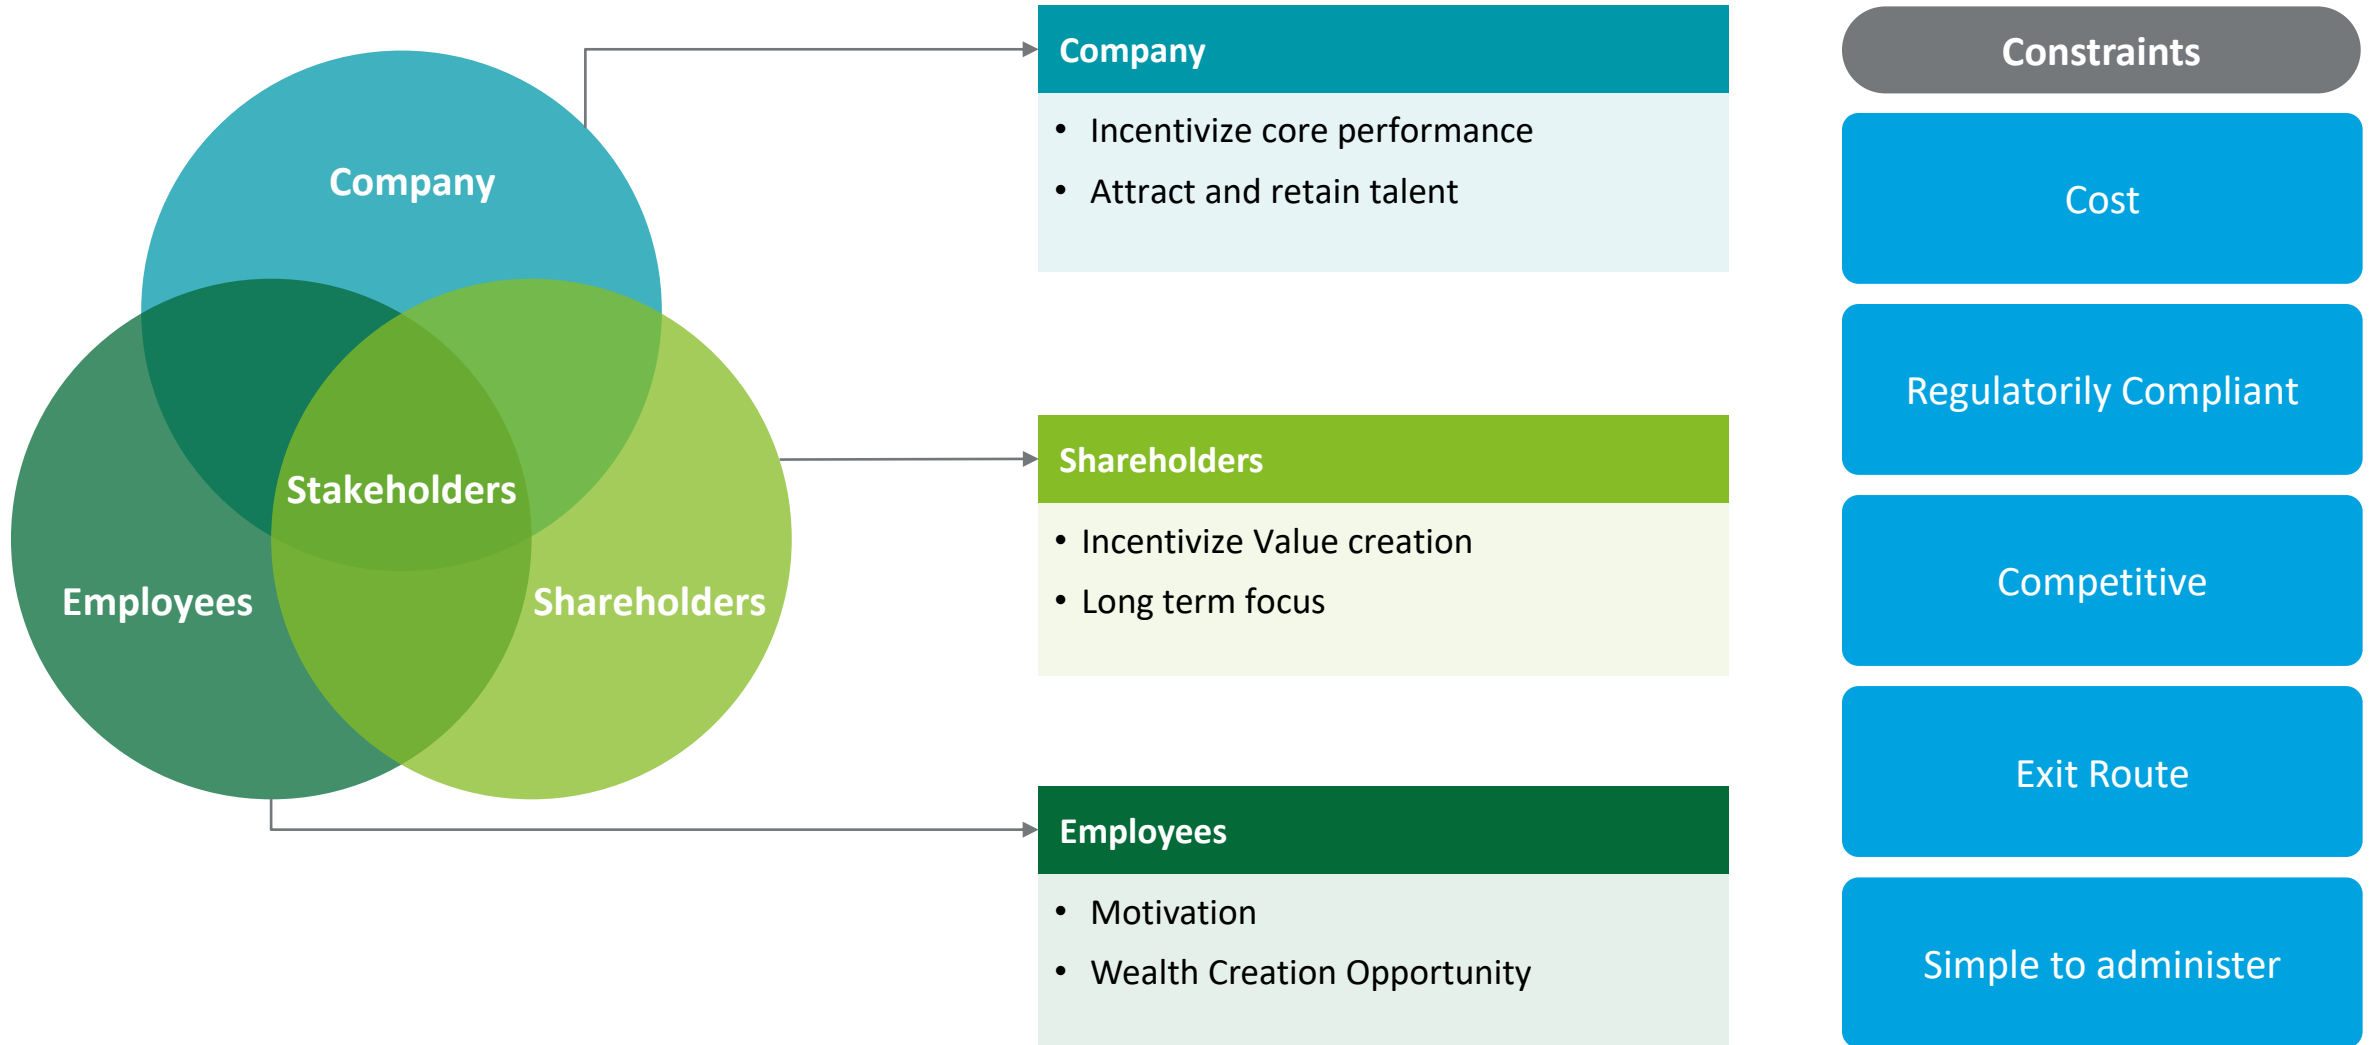 Company
Stakeholders
Employees
Shareholders
Company
• Incentivize core performance
• Attract and retain talent
Shareholders
• Incentivize Value creation
• Long term focus
Employees
• Motivation
• Wealth Creation Opportunity
Constraints
Cost
Regulatorily Compliant
Competitive
Exit Route
Simple to administer